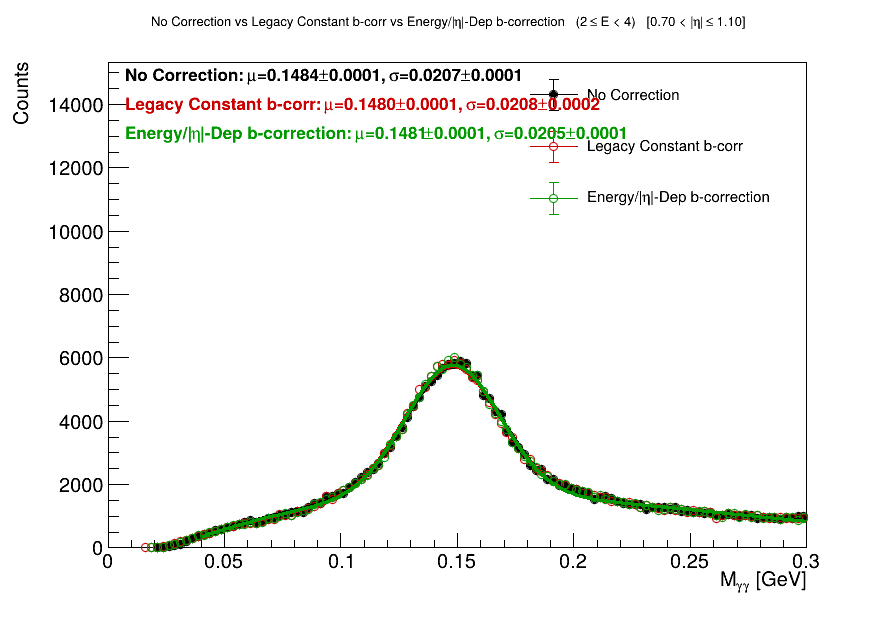 No Correction vs Legacy Constant b-corr vs Energy/|η|-Dep b-correction (2 ≤ E < 4) [0.70 < |η| ≤ 1.10]
Counts
No Correction: μ=0.1484±0.0001, σ=0.0207±0.0001
Legacy Constant b-corr: μ=0.1480±0.0001, σ=0.0208±0.0002
Energy/|η|-Dep b-correction: μ=0.1481±0.0001, σ=0.0205±0.0001
No Correction
Legacy Constant b-corr
Energy/|η|-Dep b-correction
14000
12000
10000
8000
6000
4000
2000
0
0 0.05 0.1 0.15 0.2 0.25 0.3
Mγγ [GeV]